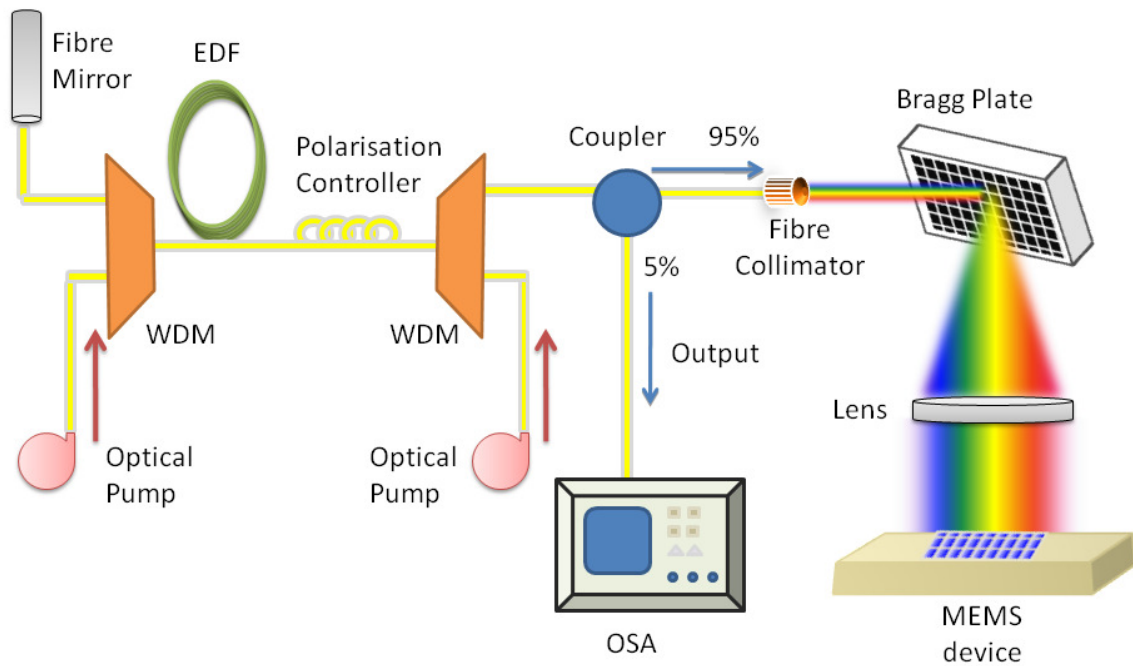 Fibre
Mirror
EDF
Polarisation
Controller
Coupler
95%
Bragg Plate
Fibre
Collimator
5%
WDM
WDM
Output
Lens
Optical
Pump
Optical
Pump
OSA
MEMS
device